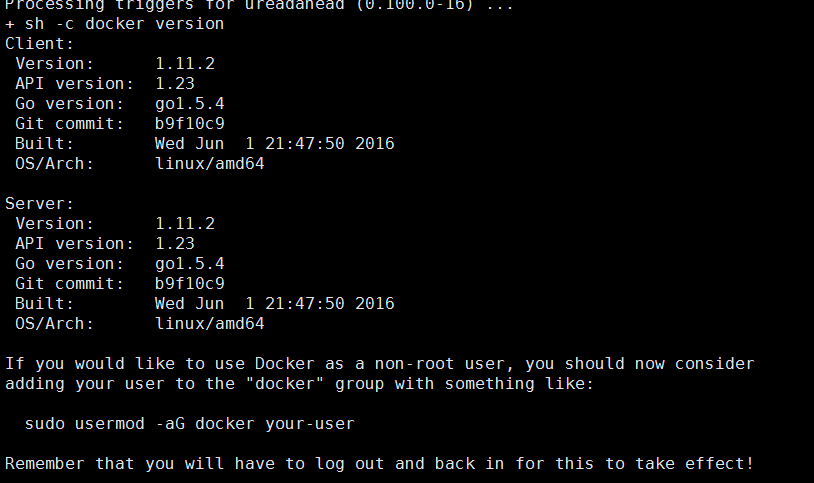 Processing triggers for ureadahead (0.100.0-16) ...
+ sh -c docker version
Client:
 Version:      1.11.2
 API version:  1.23
 Go version:   go1.5.4
 Git commit:   b9f10c9
 Built:        Wed Jun  1 21:47:50 2016
 OS/Arch:      linux/amd64

Server:
 Version:      1.11.2
 API version:  1.23
 Go version:   go1.5.4
 Git commit:   b9f10c9
 Built:        Wed Jun  1 21:47:50 2016
 OS/Arch:      linux/amd64

If you would like to use Docker as a non-root user, you should now consider
adding your user to the "docker" group with something like:

  sudo usermod -aG docker your-user

Remember that you will have to log out and back in for this to take effect!